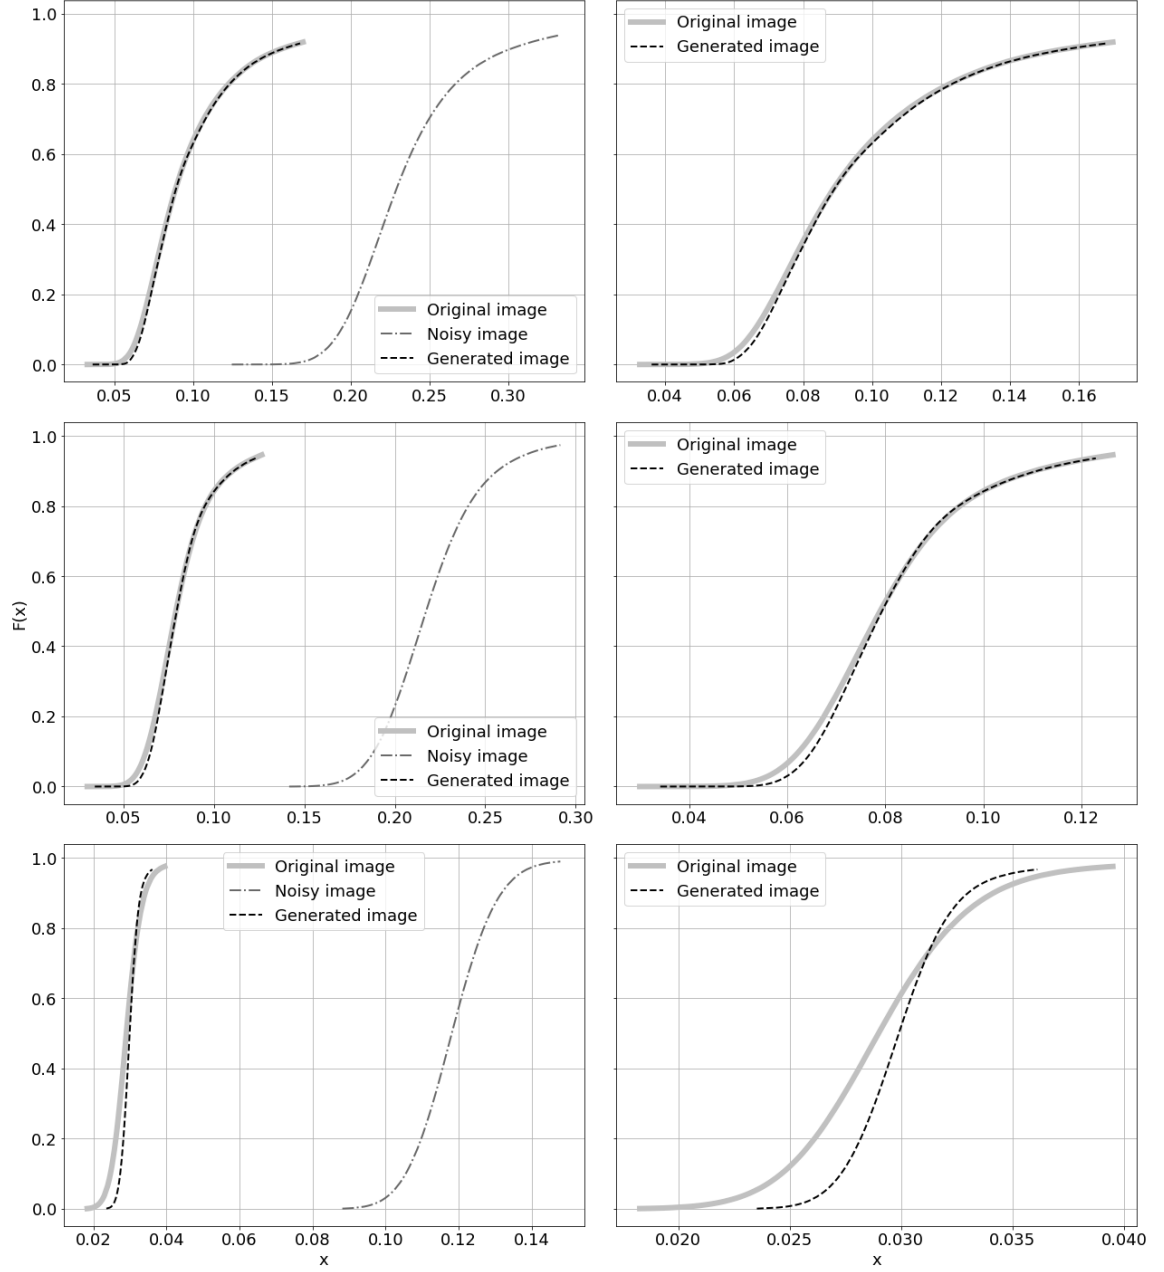 1.0
0.8
0.6
0.4
0.2
0.0
Original image
Noisy image
Generated image
0.05 0.10 0.15 0.20 0.25 0.30
Original image
Generated image
0.04 0.06 0.08 0.10 0.12 0.14 0.16
F(x)
1.0
0.8
0.6
0.4
0.2
0.0
Original image
Noisy image
Generated image
0.05 0.10 0.15 0.20 0.25 0.30
Original image
Generated image
0.04 0.06 0.08 0.10 0.12
1.0
0.8
0.6
0.4
0.2
0.0
Original image
Noisy image
Generated image
0.02 0.04 0.06 0.08 0.10 0.12 0.14
x
Original image
Generated image
0.020 0.025 0.030 0.035 0.040
x